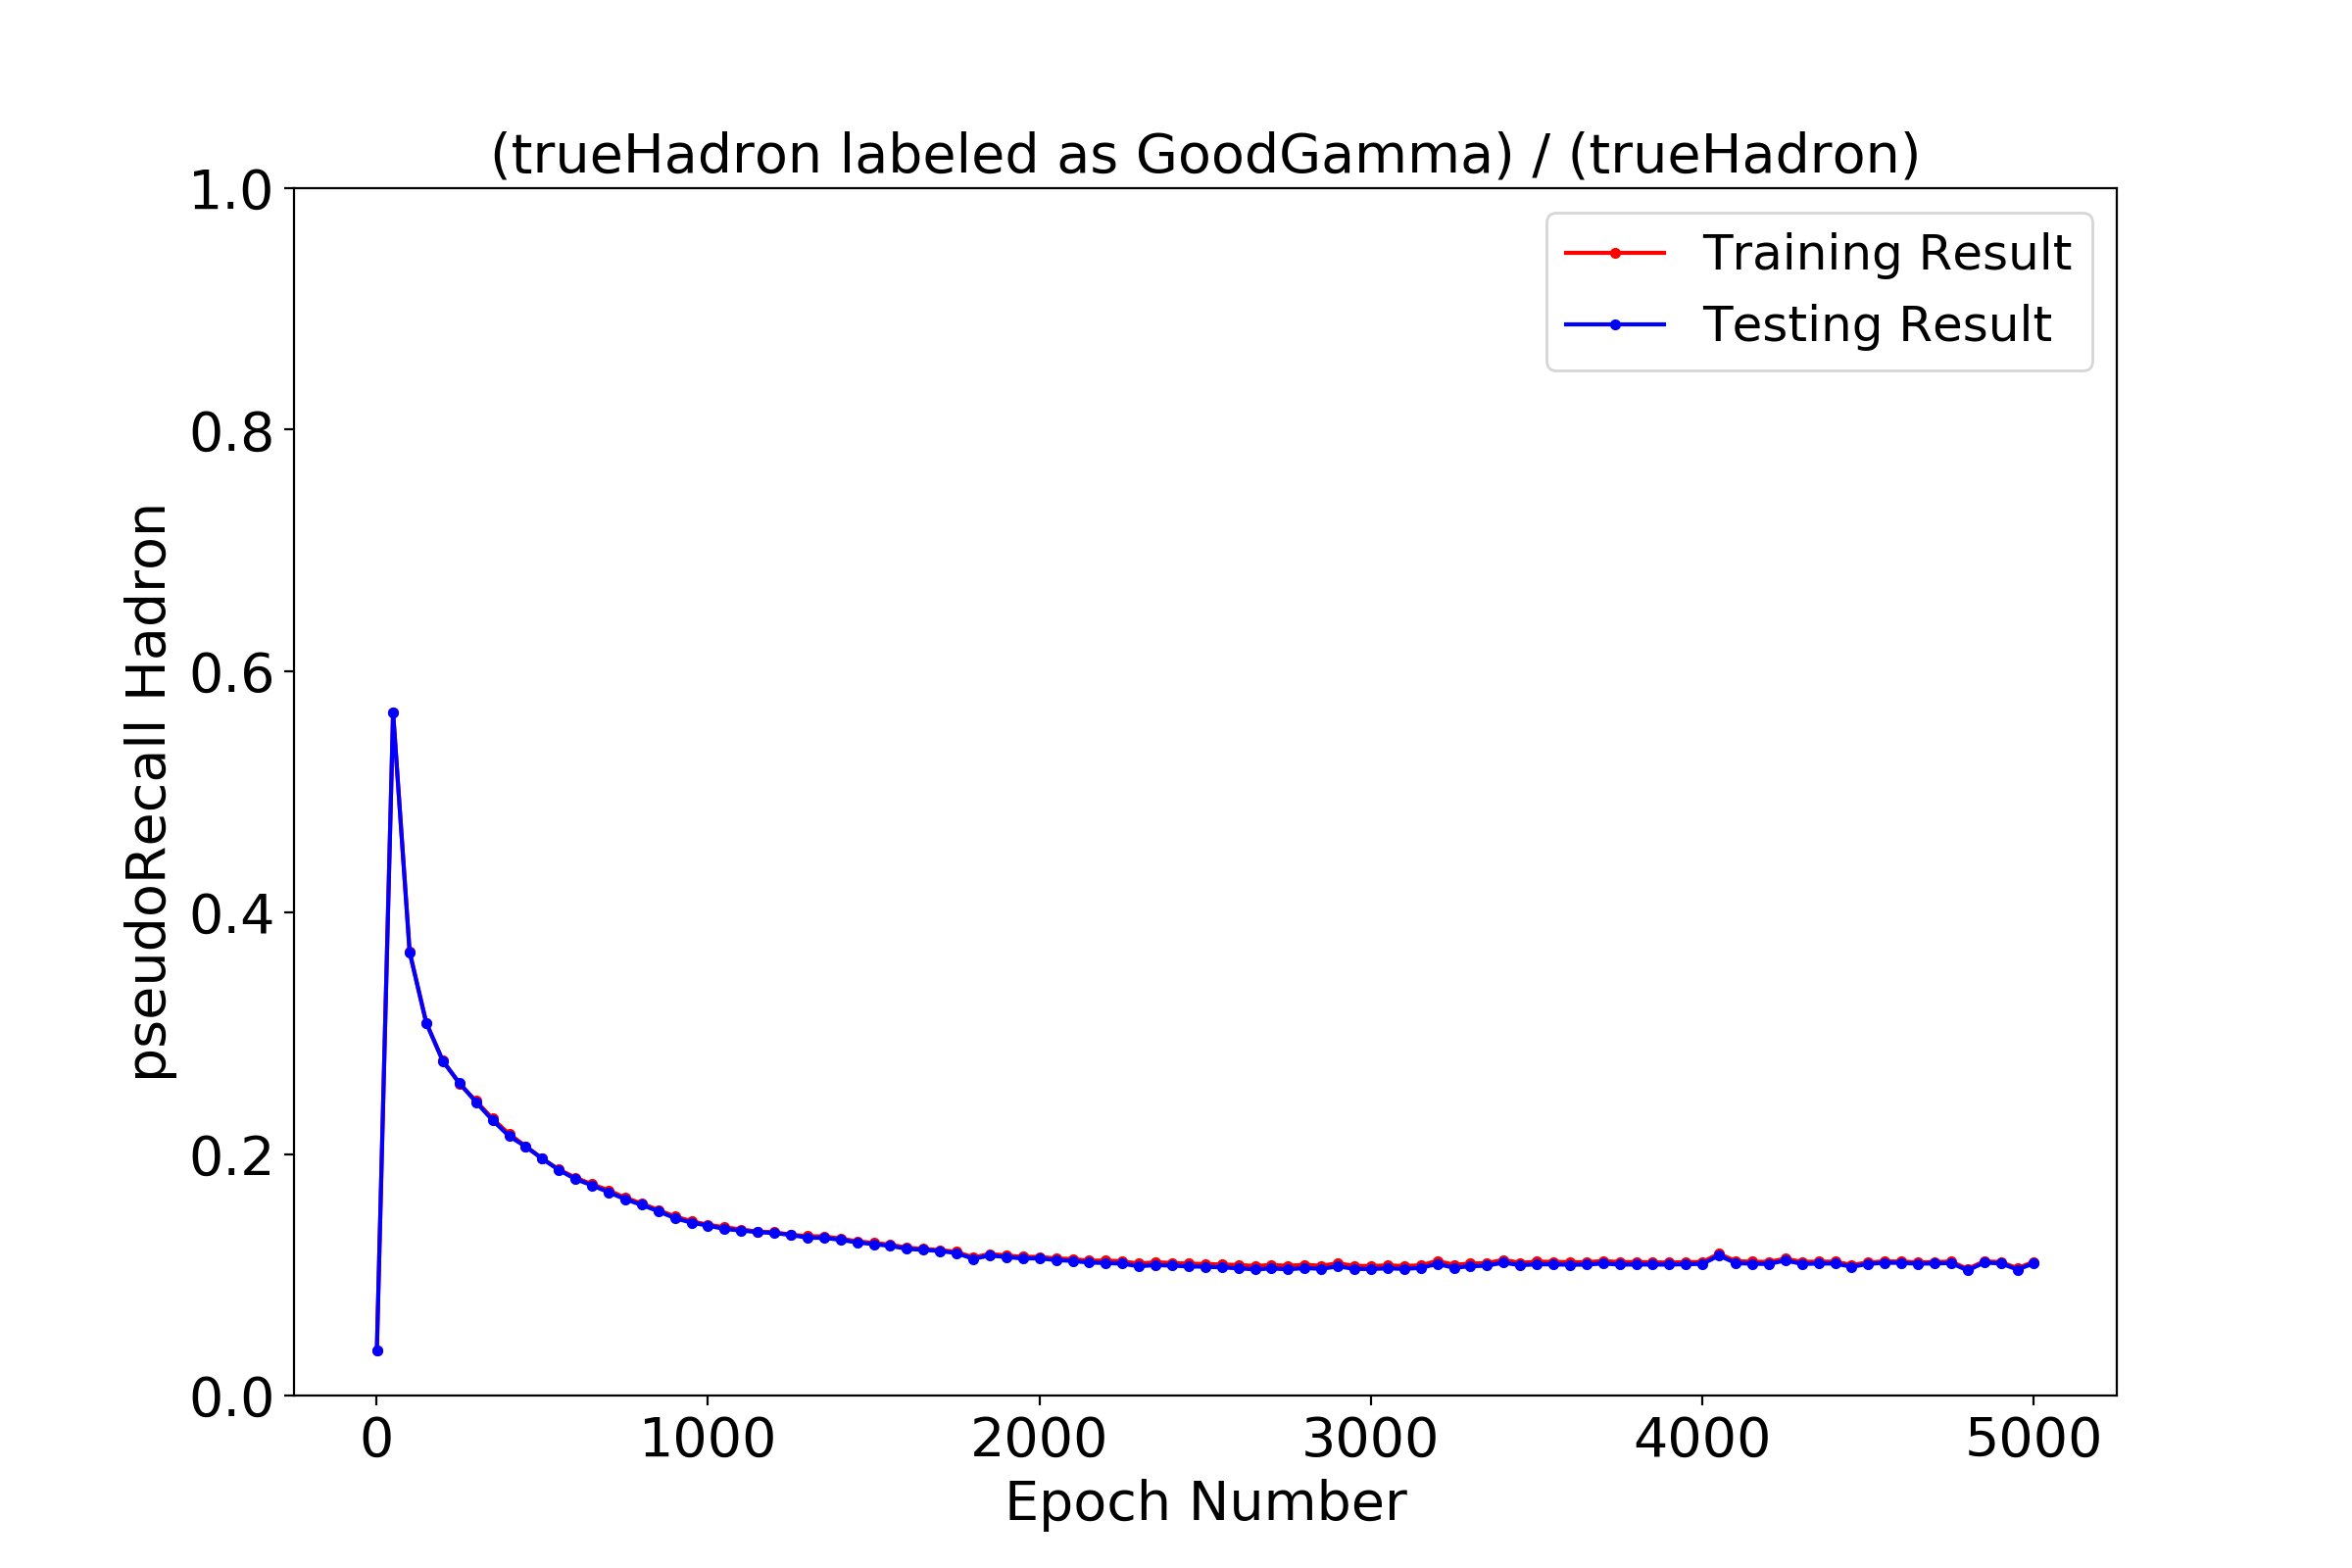 (trueHadron labeled as GoodGamma) / (trueHadron)
1.0
0.8
0.6
0.4
0.2
0.0
pseudoRecall Hadron
Training Result
Testing Result
0 1000 2000 3000 4000 5000
Epoch Number